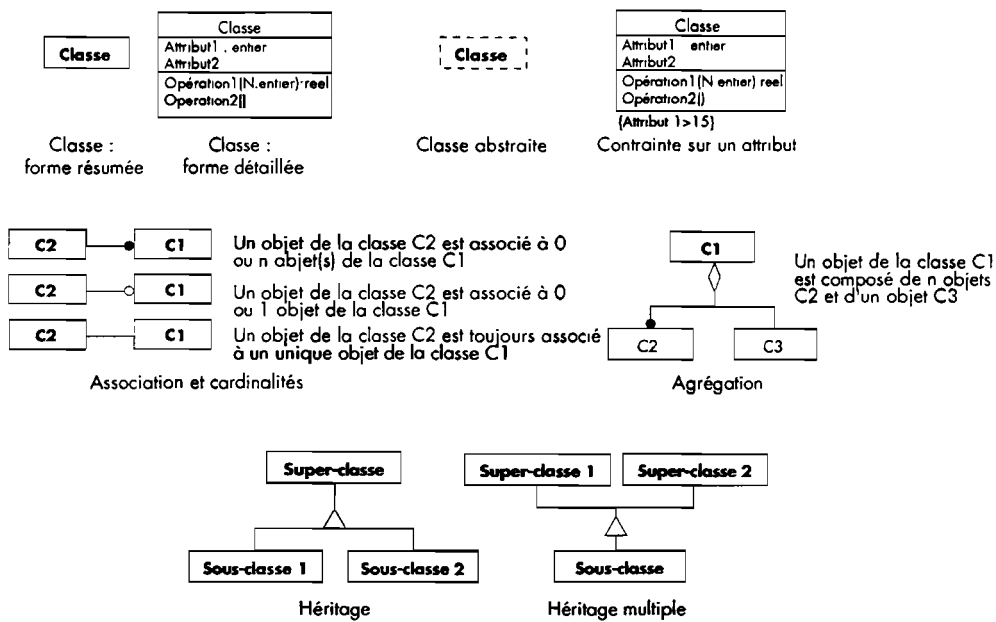 Classe
Classe
Attribut1 . entier
Attribut2
Opération1(N.entier)·reel
Operation2[]
Classe :
forme résumée
Classe :
forme détaillée
Classe
Classe abstraite
Classe
Attribut1 entier
Attribut2
Opération1(N entier) reel
Opération2()
{Attribut 1>15}
Contrainte sur un attribut
C2
C1
Un objet de la classe C2 est associé à 0
ou n abjet(s) de la classe C1
C2
C1
Un objet de la classe C2 est associé à 0
ou 1 objet de la classe C1
C2
C1
Un objet de la classe C2 est toujours associé
à un unique objet de la classe C1
Association et cardinalités
C1
C2
C3
Un objet de la classe C1
est composé de n objets
C2 et d'un objet C3
Agrégation
Super-classe
Sous-classe 1
Sous-classe 2
Héritage
Super-classe 1
Super-classe 2
Sous-classe
Héritage multiple